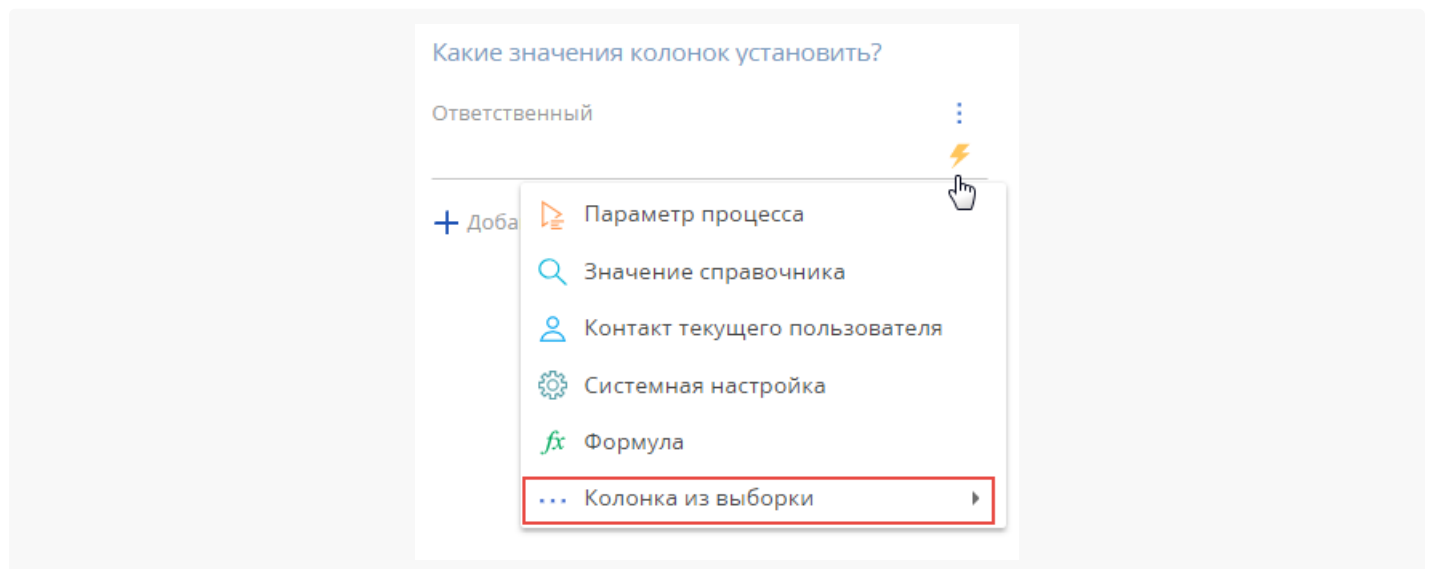 Какие значения колонок установить?
Ответственный
Доба
Параметр процесса
Значение справочника
Контакт текущего пользователя
Системная настройка
fx Формула
Колонка из выборки